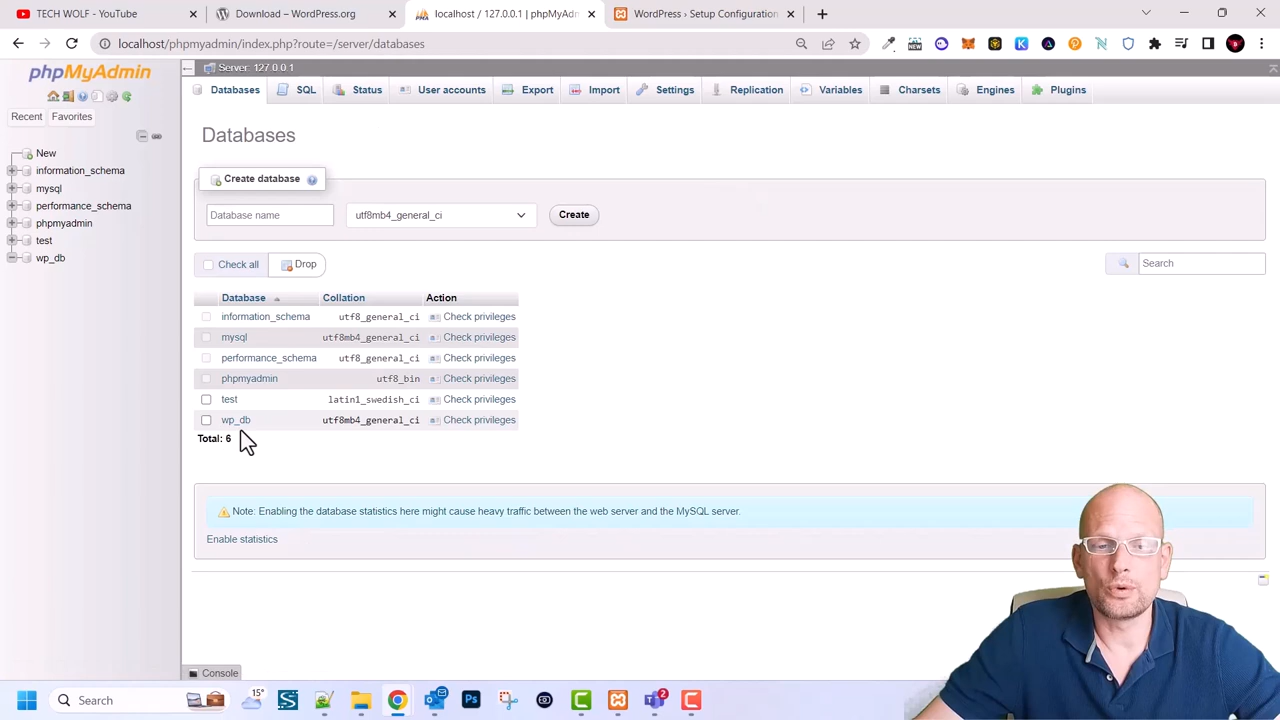 TECH WOLF - YouTube
Download – WordPress.org
localhost / 127.0.0.1 | phpMyAdm
WordPress › Setup Configuration
localhost/phpmyadmin/index.php?route=/server/databases
phpMyAdmin
Recent
Favorites
New
information_schema
mysql
performance_schema
phpmyadmin
test
wp_db
Server: 127.0.0.1
Databases
SQL
Status
User accounts
Export
Import
Settings
Replication
Variables
Charsets
Engines
Plugins
Databases
Create database
Database name
utf8mb4_general_ci
Create
Check all
Drop
Search
Database Collation Action
information_schema utf8_general_ci Check privileges
mysql utf8mb4_general_ci Check privileges
performance_schema utf8_general_ci Check privileges
phpmyadmin utf8_bin Check privileges
test latin1_swedish_ci Check privileges
wp_db utf8mb4_general_ci Check privileges
Total: 6
Note: Enabling the database statistics here might cause heavy traffic between the web server and the MySQL server.
Enable statistics
Console
Search
15°
2